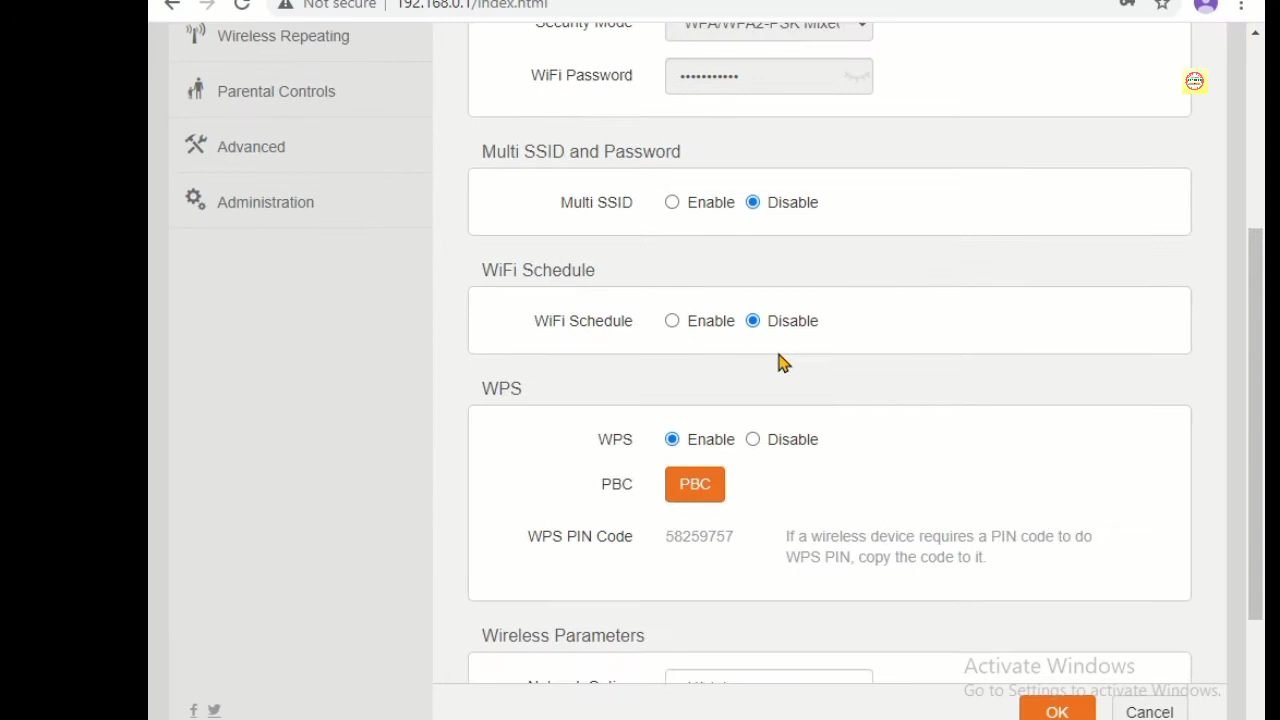 Not secure | 192.168.0.1/index.html
Wireless Repeating
Parental Controls
Advanced
Administration
Security Mode WPA/WPA2-PSK Mixed
WiFi Password •••••••••••
Multi SSID and Password
Multi SSID Enable Disable
WiFi Schedule
WiFi Schedule Enable Disable
WPS
WPS Enable Disable
PBC PBC
WPS PIN Code 58259757 If a wireless device requires a PIN code to do
WPS PIN, copy the code to it.
Wireless Parameters
Activate Windows
Go to Settings to activate Windows.
OK Cancel